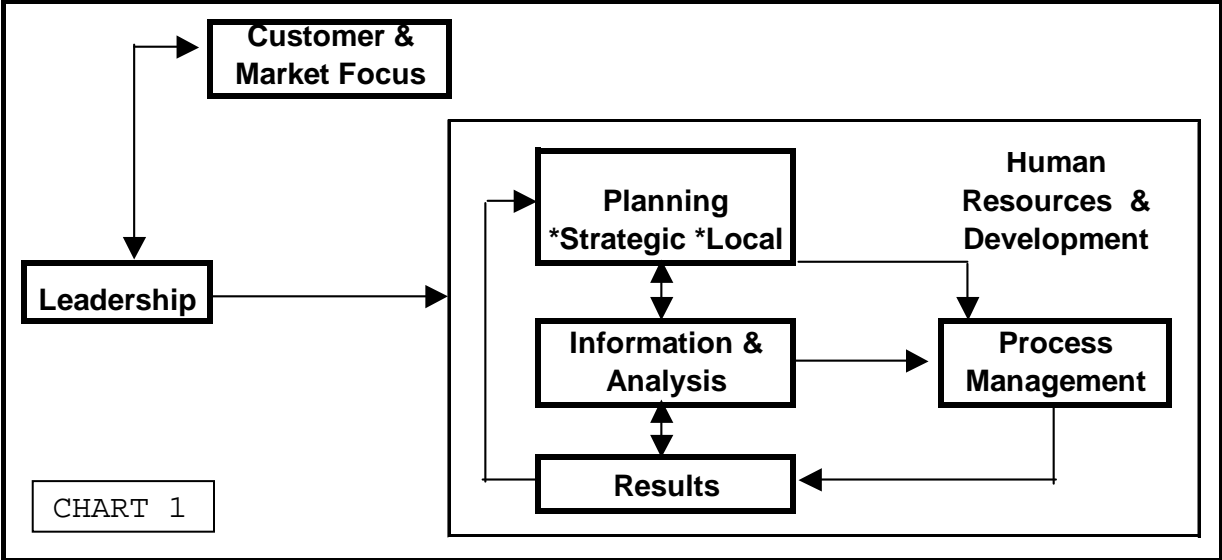 Customer &
Market Focus
Leadership
Planning
*Strategic *Local
Human
Resources &
Development
Information &
Analysis
Process
Management
Results
CHART 1